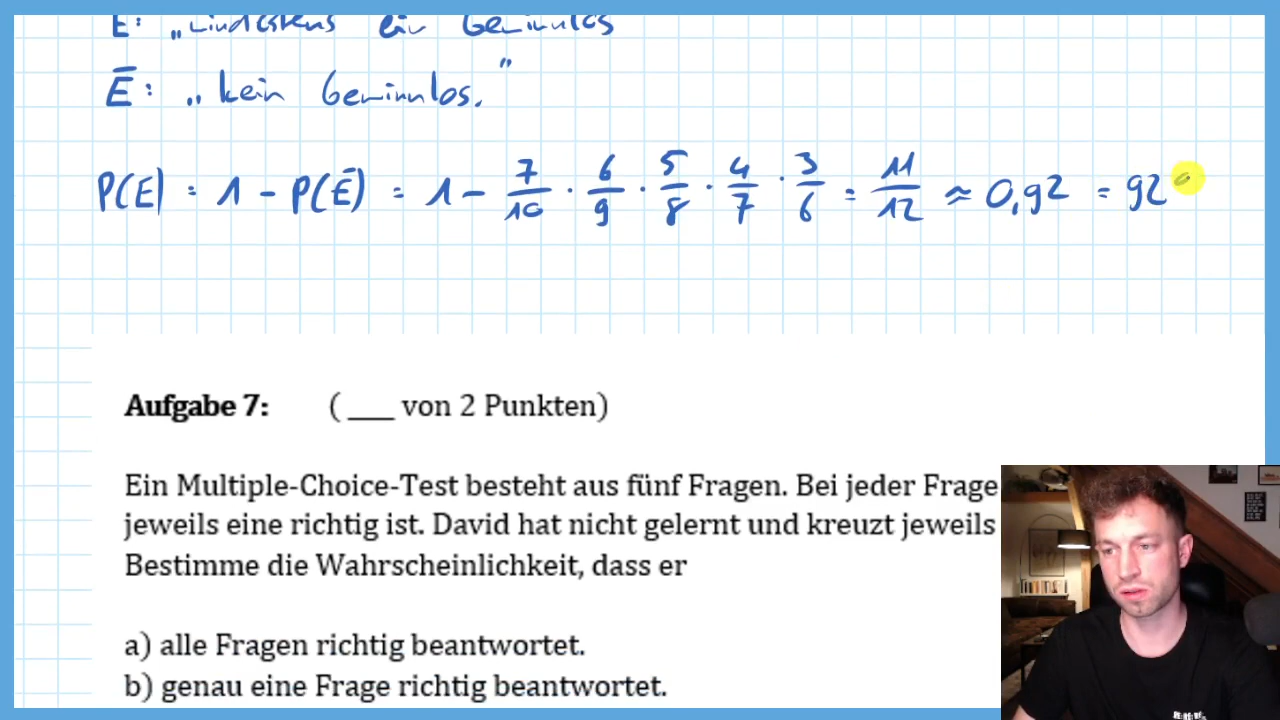 E: „Mindestens ein Gewinnlos
Ē: „kein Gewinnlos."
P(E) = 1 - P(Ē) = 1 - 7/10 · 6/9 · 5/8 · 4/7 · 3/6 = 11/12 ≈ 0,92 = 92
Aufgabe 7: ( ___ von 2 Punkten)
Ein Multiple-Choice-Test besteht aus fünf Fragen. Bei jeder Frage
jeweils eine richtig ist. David hat nicht gelernt und kreuzt jeweils
Bestimme die Wahrscheinlichkeit, dass er
a) alle Fragen richtig beantwortet.
b) genau eine Frage richtig beantwortet.